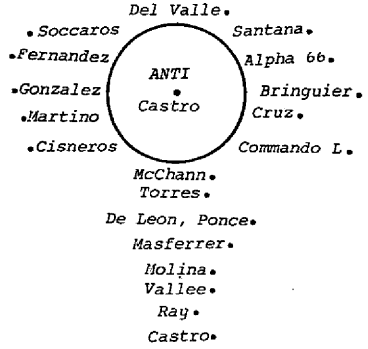 Del Valle.
.Soccaros
Santana.
.Fernandez
Alpha 66.
ANTI
.Gonzalez
Bringuier.
Castro
.Martino
Cruz.
.Cisneros
Commando L.
McChann.
Torres.
De Leon, Ponce.
Masferrer.
Molina.
Vallee.
Ray.
Castro.